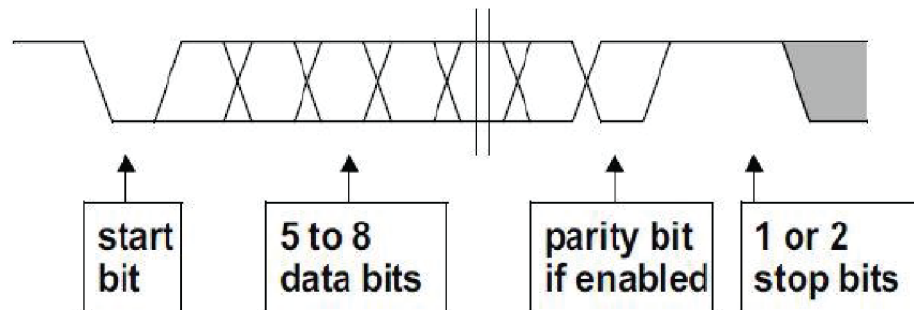 start
bit
5 to 8
data bits
parity bit
if enabled
1 or 2
stop bits